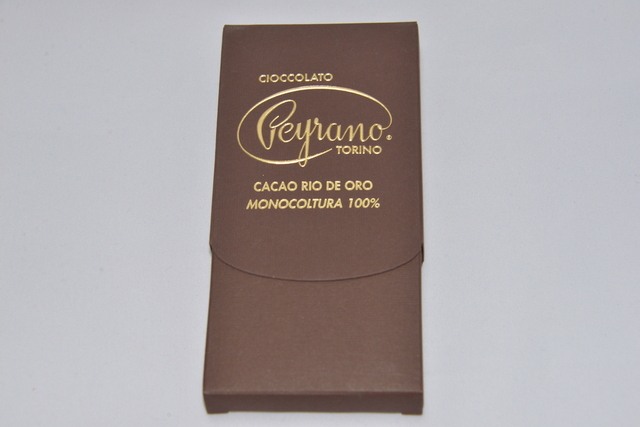 CIOCCOLATO
Peyrano®
TORINO
CACAO RIO DE ORO
MONOCOLTURA 100%